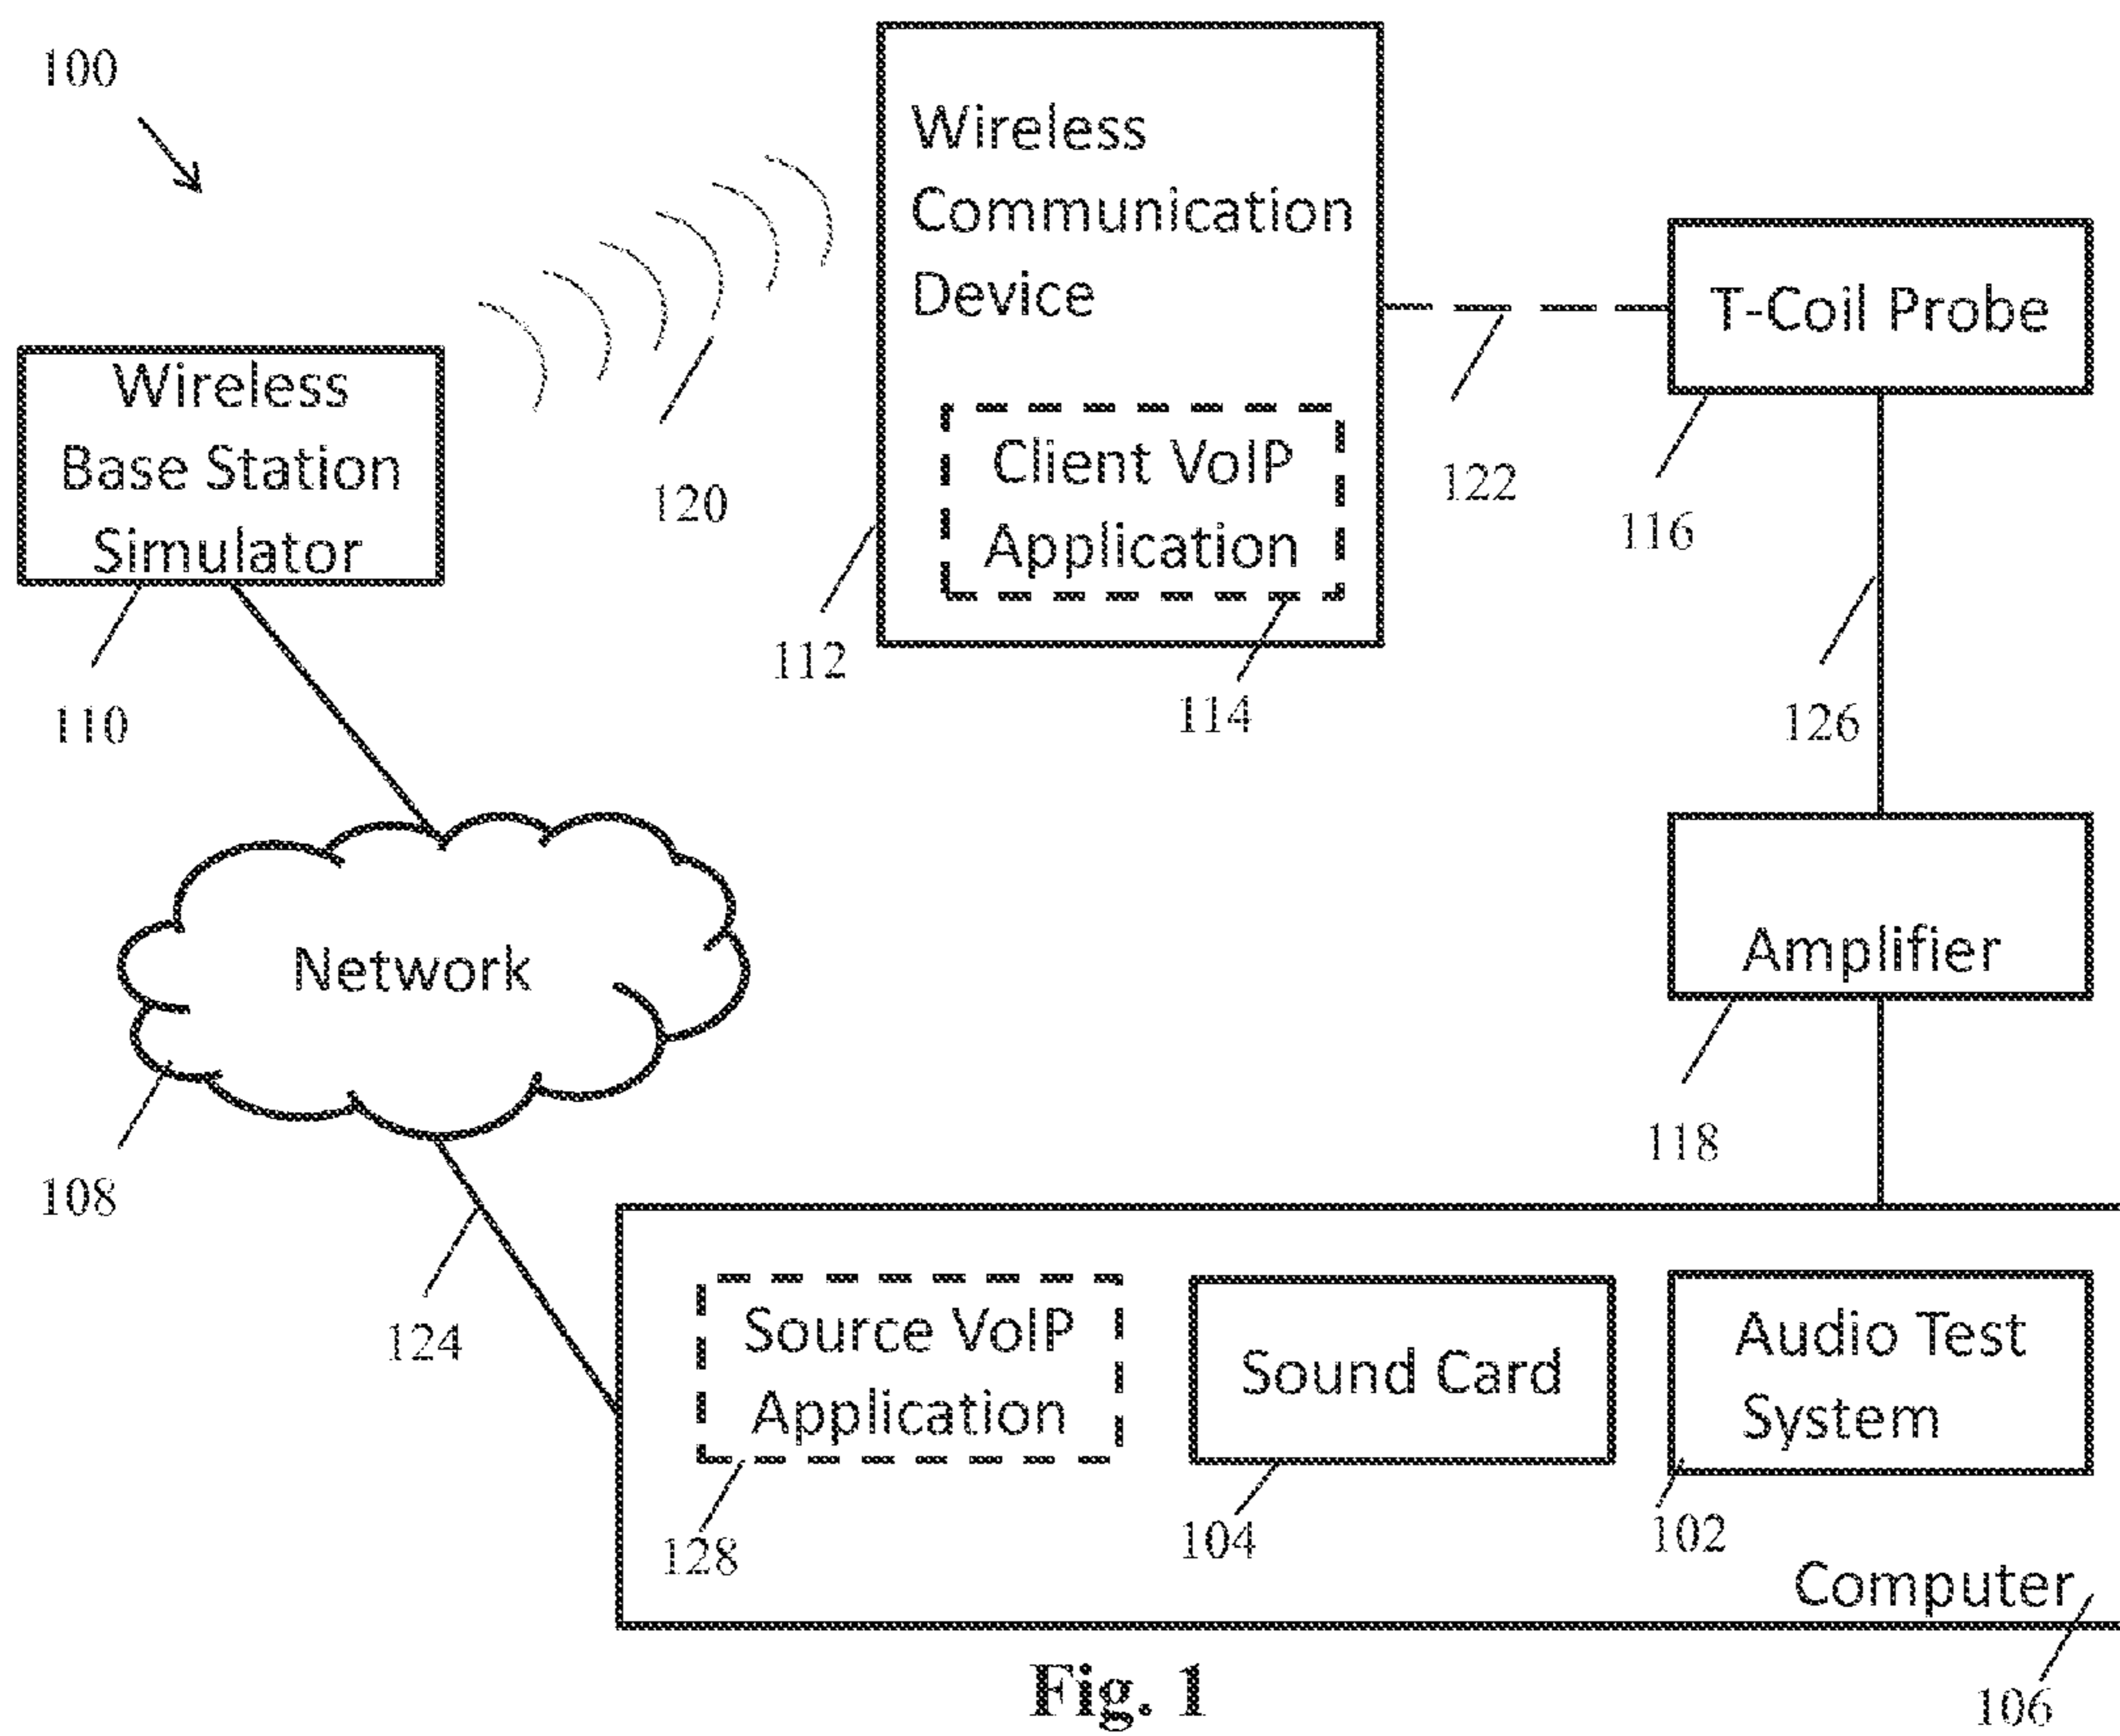 100
Wireless
Communication
Device
T-Coil Probe
Wireless
Base Station
Simulator
Client VoIP
Application
120
122
116
112
114
110
126
Network
Amplifier
118
108
124
Source VoIP
Application
Sound Card
Audio Test
System
128
104
102
Computer
106
Fig. 1